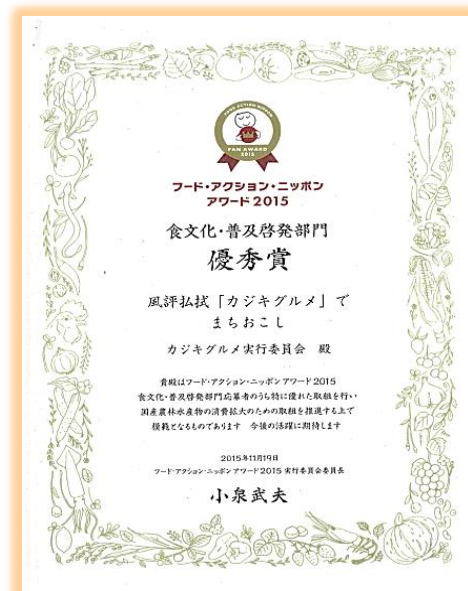 FOOD ACTION NIPPON
FAN AWARD
2015
フード・アクション・ニッポン
アワード2015
食文化・普及啓発部門
優秀賞
風評払拭「カジキグルメ」で
まちおこし
カジキグルメ実行委員会 殿
貴殿はフード・アクション・ニッポンアワード2015
食文化・普及啓発部門応募者のうち特に優れた取組を行い
国産農林水産物の消費拡大のための取組を推進する上で
模範となるものであります 今後の活躍に期待します
2015年11月19日
フード・アクション・ニッポンアワード2015 実行委員会委員長
小泉武夫